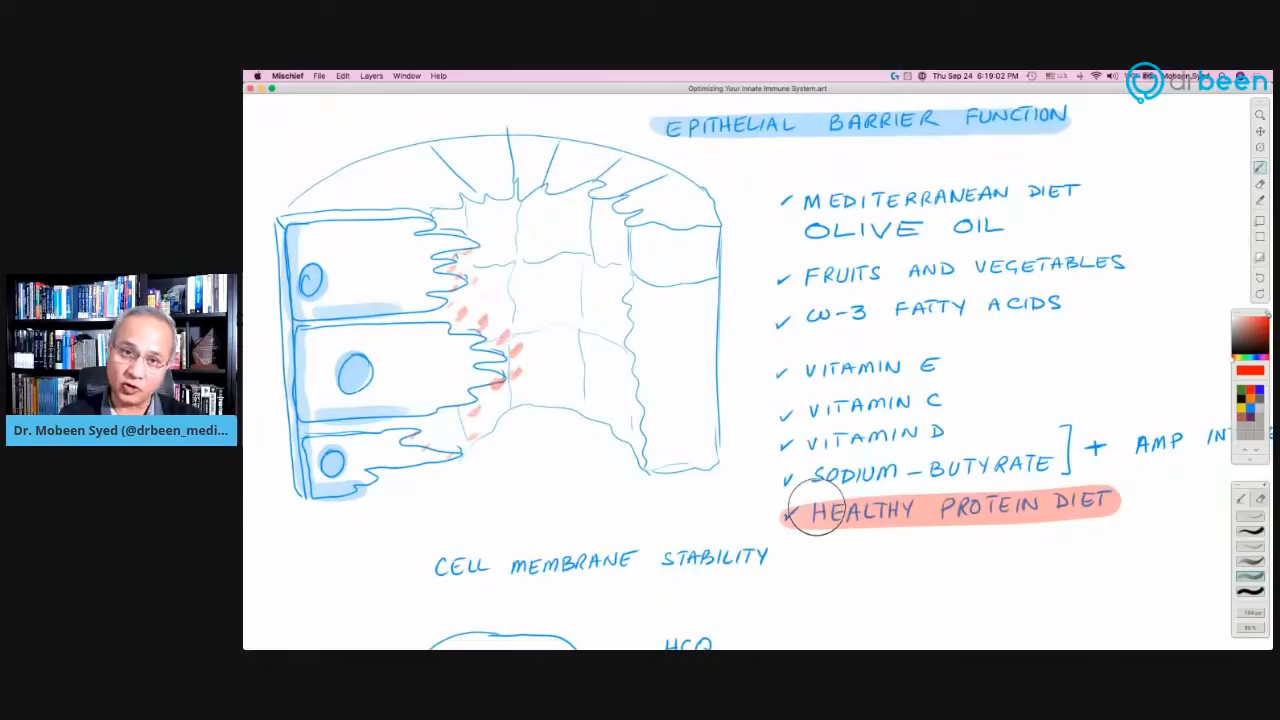 Mischief File Edit Layers Window Help
Thu Sep 24 6:19:02 PM
Mobeen Syed
drbeen
Optimizing Your Innate Immune System.art
EPITHELIAL BARRIER FUNCTION
✓ MEDITERRANEAN DIET
OLIVE OIL
✓ FRUITS AND VEGETABLES
✓ ω-3 FATTY ACIDS
✓ VITAMIN E
✓ VITAMIN C
✓ VITAMIN D
✓ SODIUM - BUTYRATE ] + AMP
✓ HEALTHY PROTEIN DIET
Dr. Mobeen Syed (@drbeen_medi...
CELL MEMBRANE STABILITY
HCQ